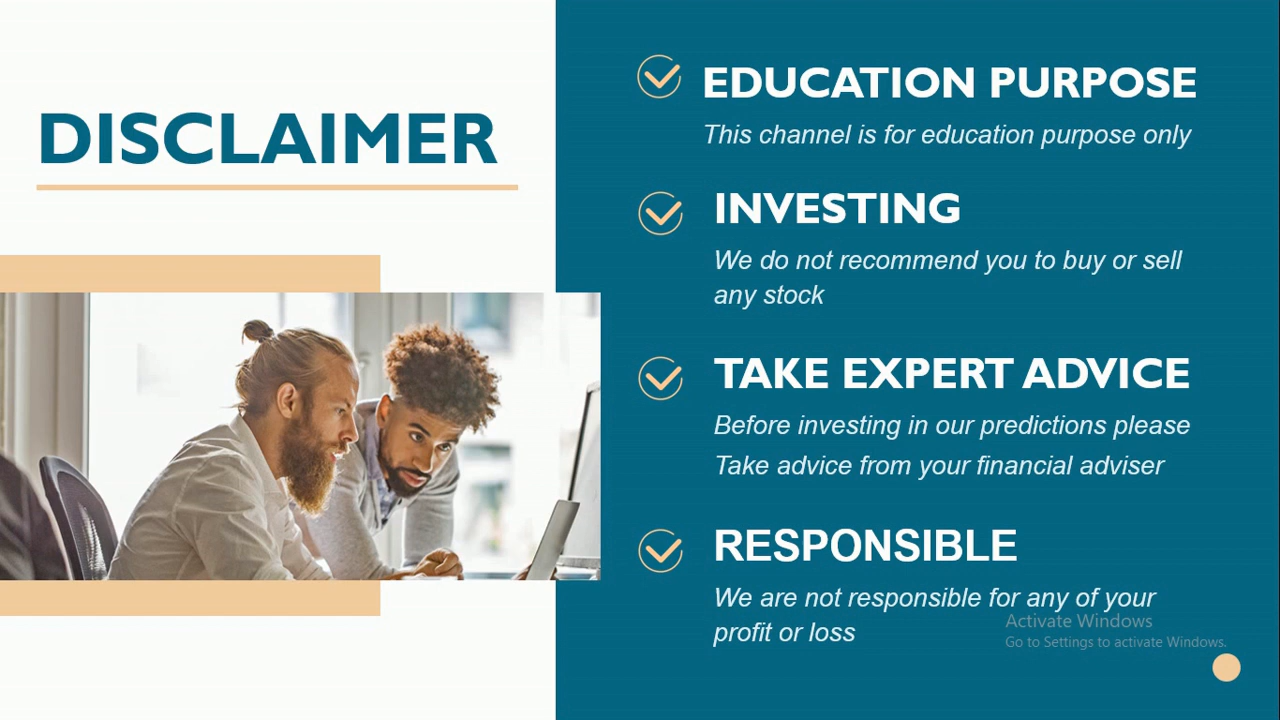 DISCLAIMER
EDUCATION PURPOSE
This channel is for education purpose only
INVESTING
We do not recommend you to buy or sell
any stock
TAKE EXPERT ADVICE
Before investing in our predictions please
Take advice from your financial adviser
RESPONSIBLE
We are not responsible for any of your
profit or loss
Activate Windows
Go to Settings to activate Windows.